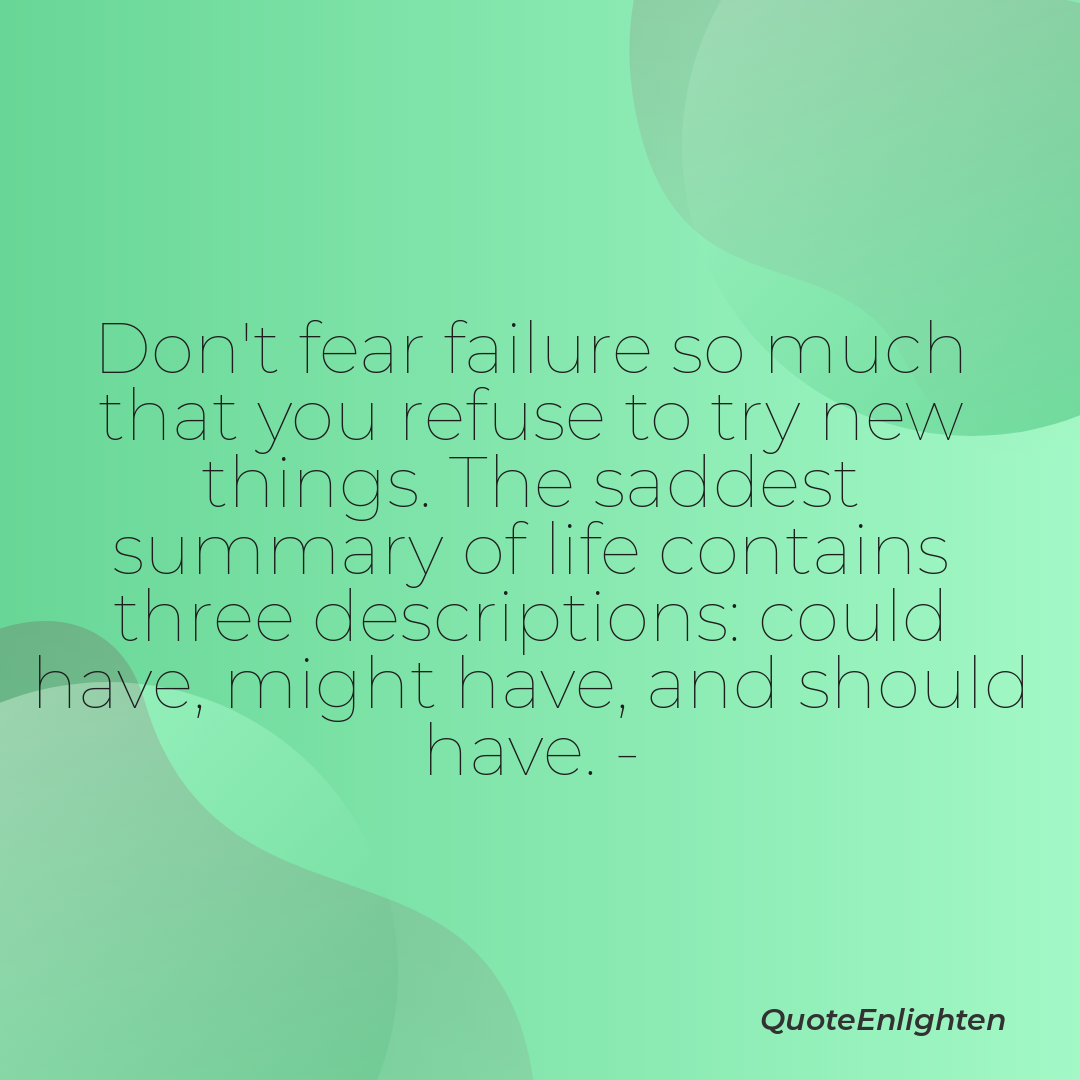 Don't fear failure so much
that you refuse to try new
things. The saddest
summary of life contains
three descriptions: could
have, might have, and should
have. -
QuoteEnlighten